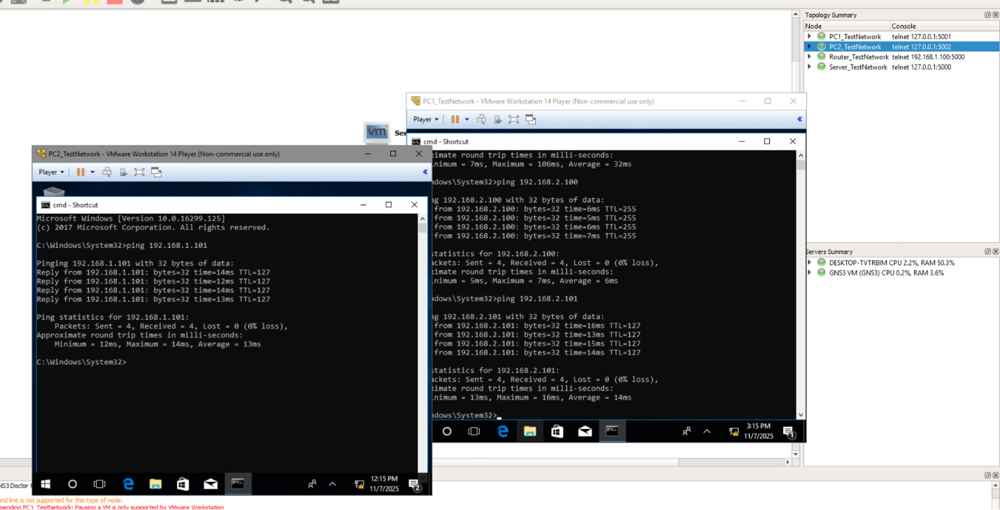 Topology Summary
Node Console
PC1_TestNetwork telnet 127.0.0.1:5001
PC2_TestNetwork telnet 127.0.0.1:5002
Router_TestNetwork telnet 192.168.1.100:5000
Server_TestNetwork telnet 127.0.0.1:5000
Servers Summary
DESKTOP-TVTRBIM CPU 2.2%, RAM 50.3%
GNS3 VM (GNS3) CPU 0.2%, RAM 3.6%
vm Ser
PC1_TestNetwork - VMware Workstation 14 Player (Non-commercial use only)
Player
cmd - Shortcut
ximate round trip times in milli-seconds:
nimum = 7ms, Maximum = 106ms, Average = 32ms
ndows\System32>ping 192.168.2.100
ng 192.168.2.100 with 32 bytes of data:
from 192.168.2.100: bytes=32 time=6ms TTL=255
from 192.168.2.100: bytes=32 time=5ms TTL=255
from 192.168.2.100: bytes=32 time=6ms TTL=255
from 192.168.2.100: bytes=32 time=7ms TTL=255
statistics for 192.168.2.100:
ackets: Sent = 4, Received = 4, Lost = 0 (0% loss),
ximate round trip times in milli-seconds:
nimum = 5ms, Maximum = 7ms, Average = 6ms
ndows\System32>ping 192.168.2.101
ng 192.168.2.101 with 32 bytes of data:
from 192.168.2.101: bytes=32 time=16ms TTL=127
from 192.168.2.101: bytes=32 time=13ms TTL=127
from 192.168.2.101: bytes=32 time=15ms TTL=127
from 192.168.2.101: bytes=32 time=14ms TTL=127
statistics for 192.168.2.101:
ackets: Sent = 4, Received = 4, Lost = 0 (0% loss),
ximate round trip times in milli-seconds:
nimum = 13ms, Maximum = 16ms, Average = 14ms
ndows\System32>
3:15 PM
11/7/2025
1
PC2_TestNetwork - VMware Workstation 14 Player (Non-commercial use only)
Player
cmd - Shortcut
Microsoft Windows [Version 10.0.16299.125]
(c) 2017 Microsoft Corporation. All rights reserved.
C:\Windows\System32>ping 192.168.1.101
Pinging 192.168.1.101 with 32 bytes of data:
Reply from 192.168.1.101: bytes=32 time=14ms TTL=127
Reply from 192.168.1.101: bytes=32 time=12ms TTL=127
Reply from 192.168.1.101: bytes=32 time=14ms TTL=127
Reply from 192.168.1.101: bytes=32 time=13ms TTL=127
Ping statistics for 192.168.1.101:
Packets: Sent = 4, Received = 4, Lost = 0 (0% loss),
Approximate round trip times in milli-seconds:
Minimum = 12ms, Maximum = 14ms, Average = 13ms
C:\Windows\System32>
12:15 PM
11/7/2025
2
NS3 Doctor
nd line is not supported for this type of node.
pending PC1_TestNetwork: Pausing a VM is only supported by VMware Workstation